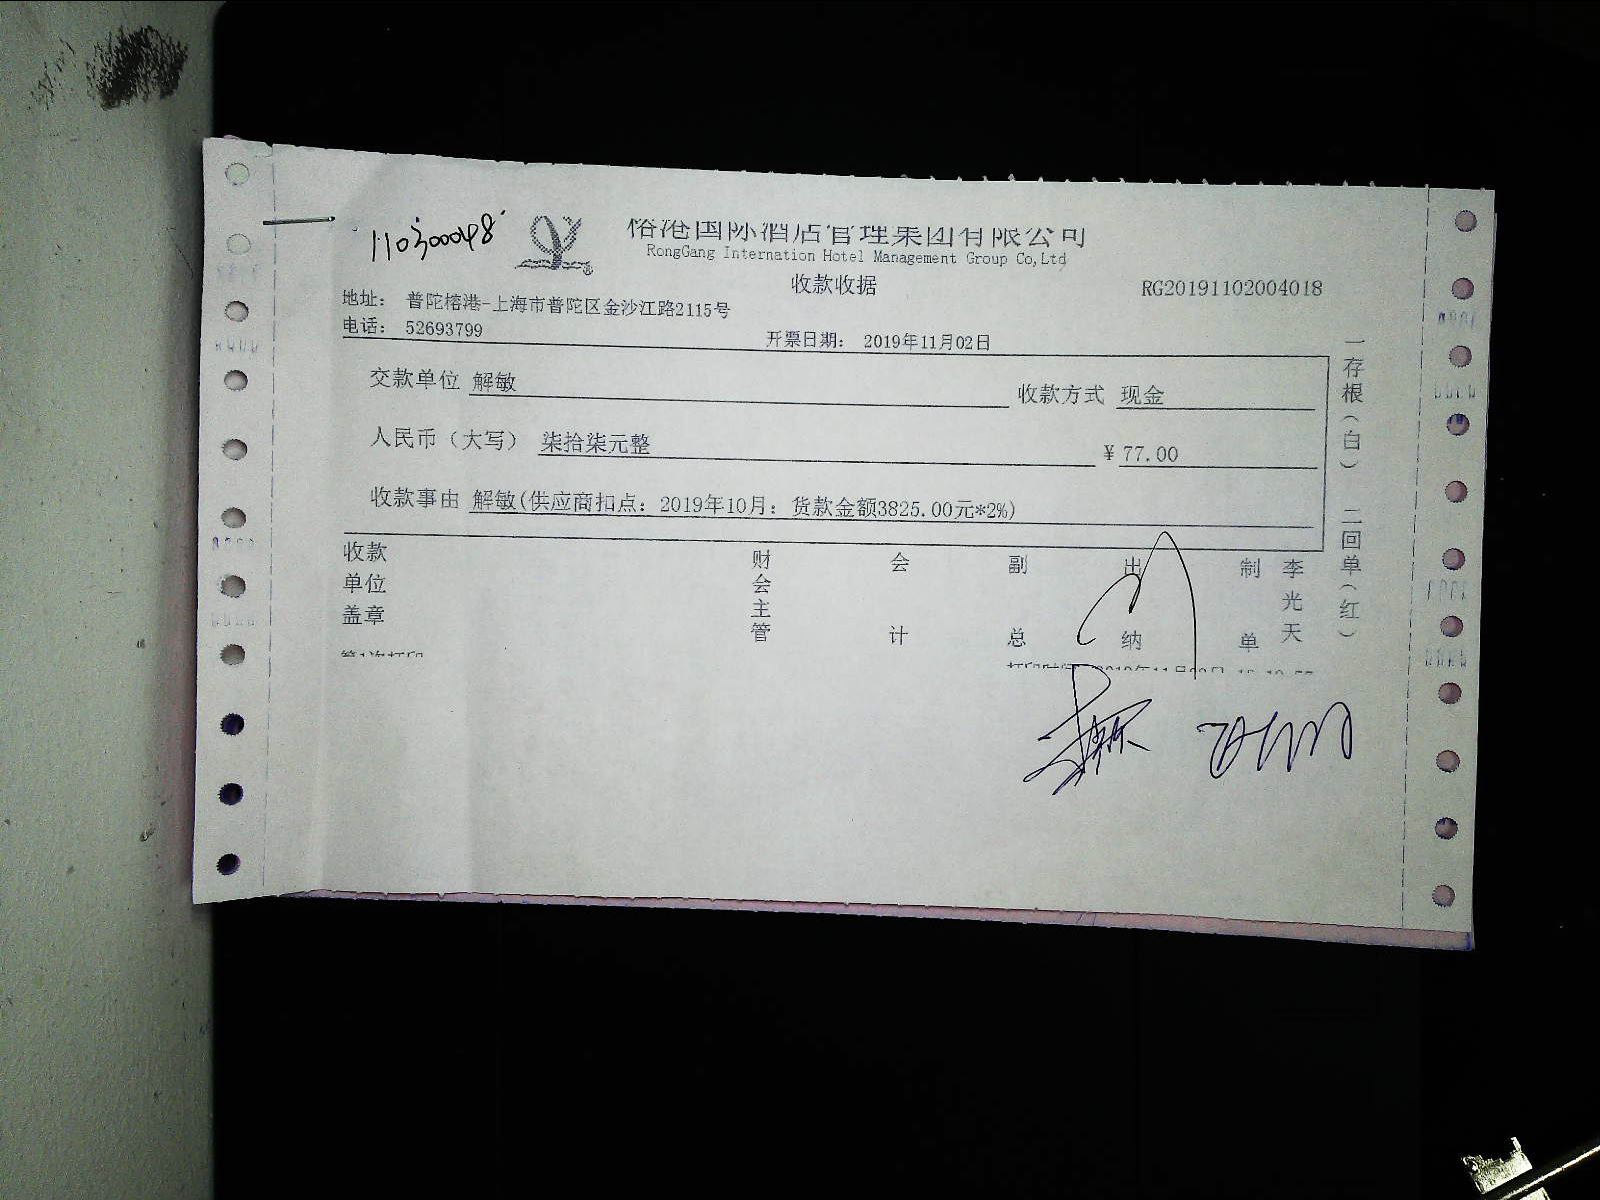 110300048
榕港国际酒店管理集团有限公司
RongGang Internation Hotel Management Group Co,Ltd
收款收据
RG20191102004018
地址： 普陀榕港-上海市普陀区金沙江路2115号
电话： 52693799
开票日期： 2019年11月02日
交款单位 解敏 收款方式 现金
人民币（大写） 柒拾柒元整 ¥77.00
收款事由 解敏(供应商扣点：2019年10月：货款金额3825.00元*2%)
收款单位盖章 财会主管 会计 副总 出纳 制单 李光天
一存根（白） 二回单（红）
第1次打印